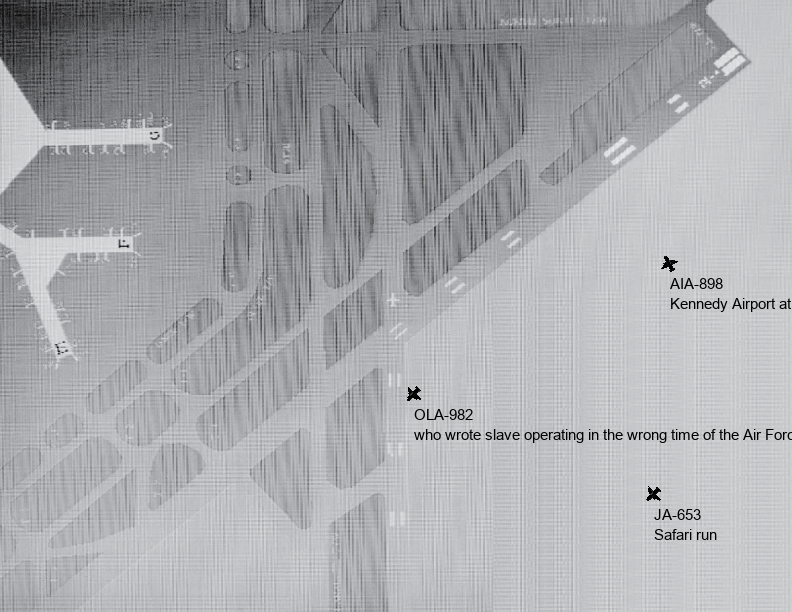 AIA-898
Kennedy Airport at
OLA-982
who wrote slave operating in the wrong time of the Air Forc
JA-653
Safari run